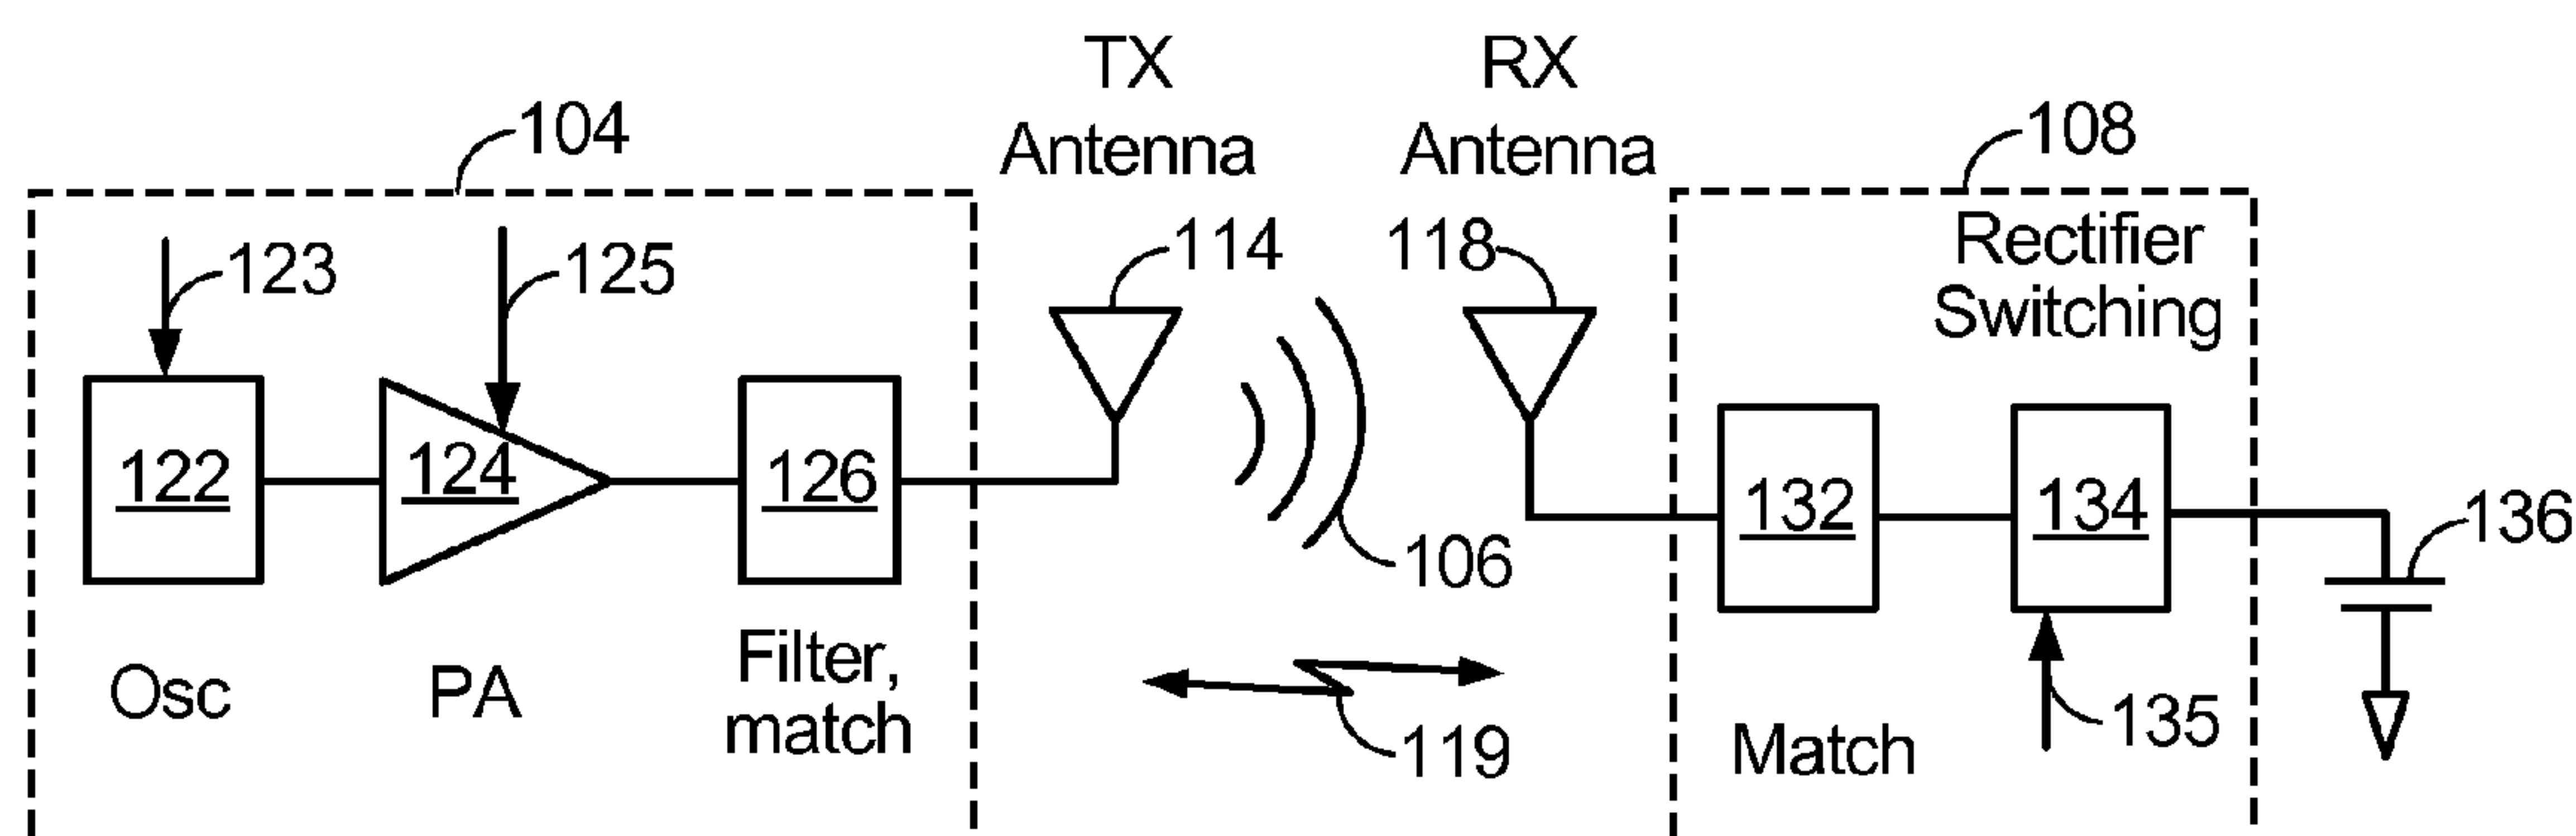 TX
Antenna
RX
Antenna
104
108
Rectifier
Switching
123
125
114
118
122
124
126
132
134
136
106
Osc
PA
Filter,
match
119
Match
135